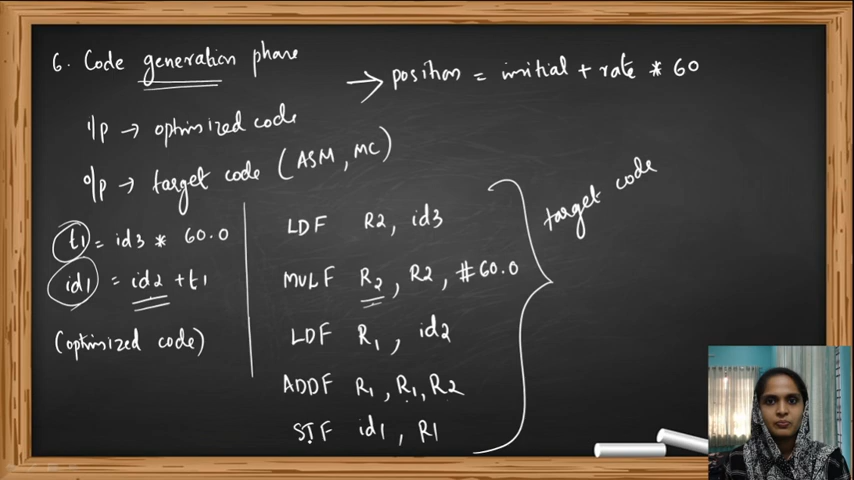 6. Code generation phase
→ position = initial + rate * 60
i/p → optimized code
o/p → target code (ASM, MC)
t1 = id3 * 60.0
id1 = id2 + t1
(optimized code)
LDF R2, id3
MULF R2, R2, #60.0
LDF R1, id2
ADDF R1, R1, R2
STF id1, R1
target code